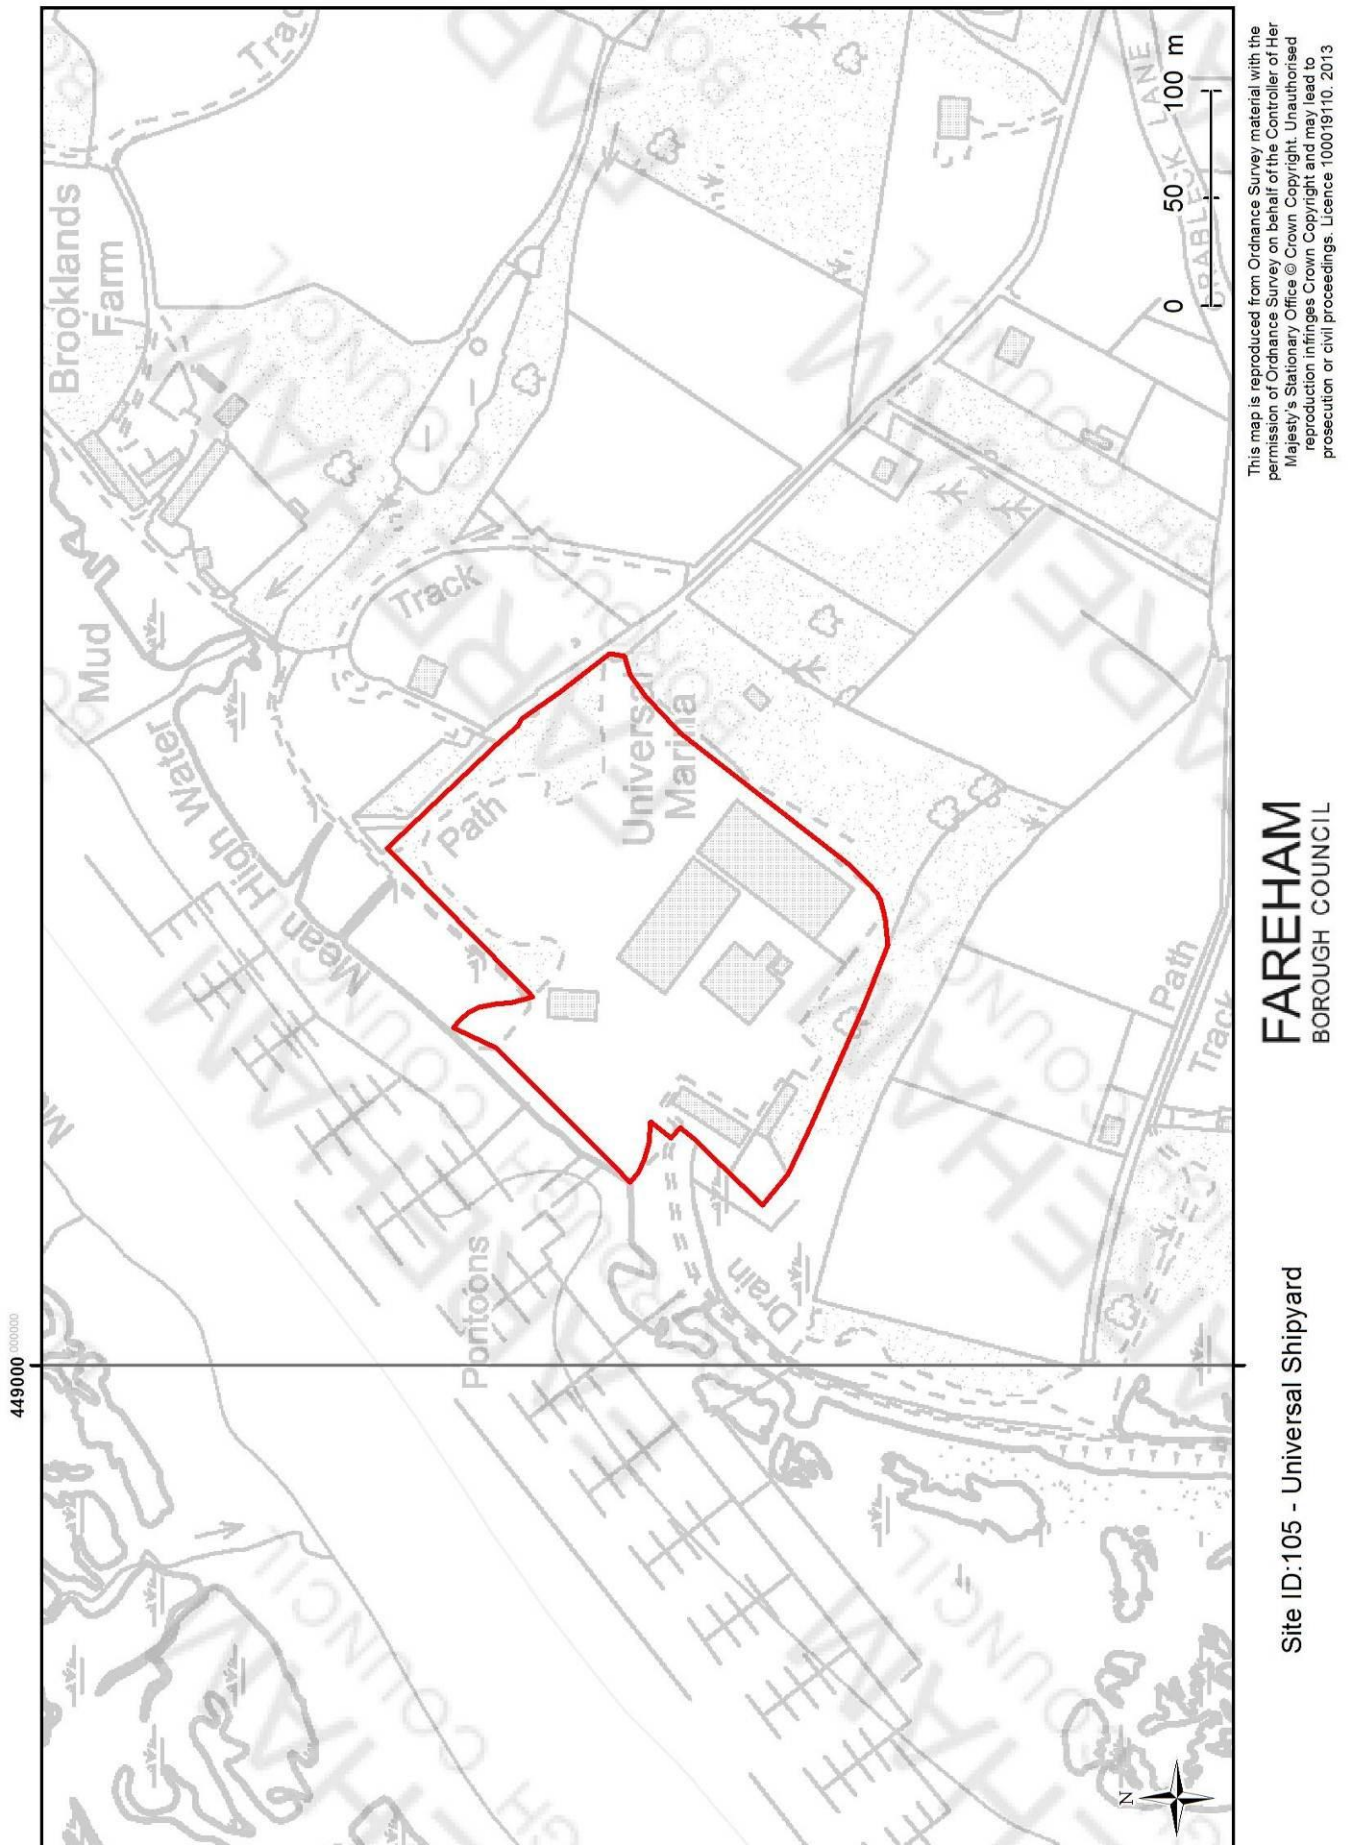 449000
000000
Brooklands
Farm
Trac
Mud
Mean High Water
Track
Path
Universal
Marina
Pontoons
Drain
Path
Track
LANE
0 50 100 m
N
Site ID:105 - Universal Shipyard
FAREHAM
BOROUGH COUNCIL
This map is reproduced from Ordnance Survey material with the
permission of Ordnance Survey on behalf of the Controller of Her
Majesty's Stationary Office © Crown Copyright. Unauthorised
reproduction infringes Crown Copyright and may lead to
prosecution or civil proceedings. Licence 100019110. 2013